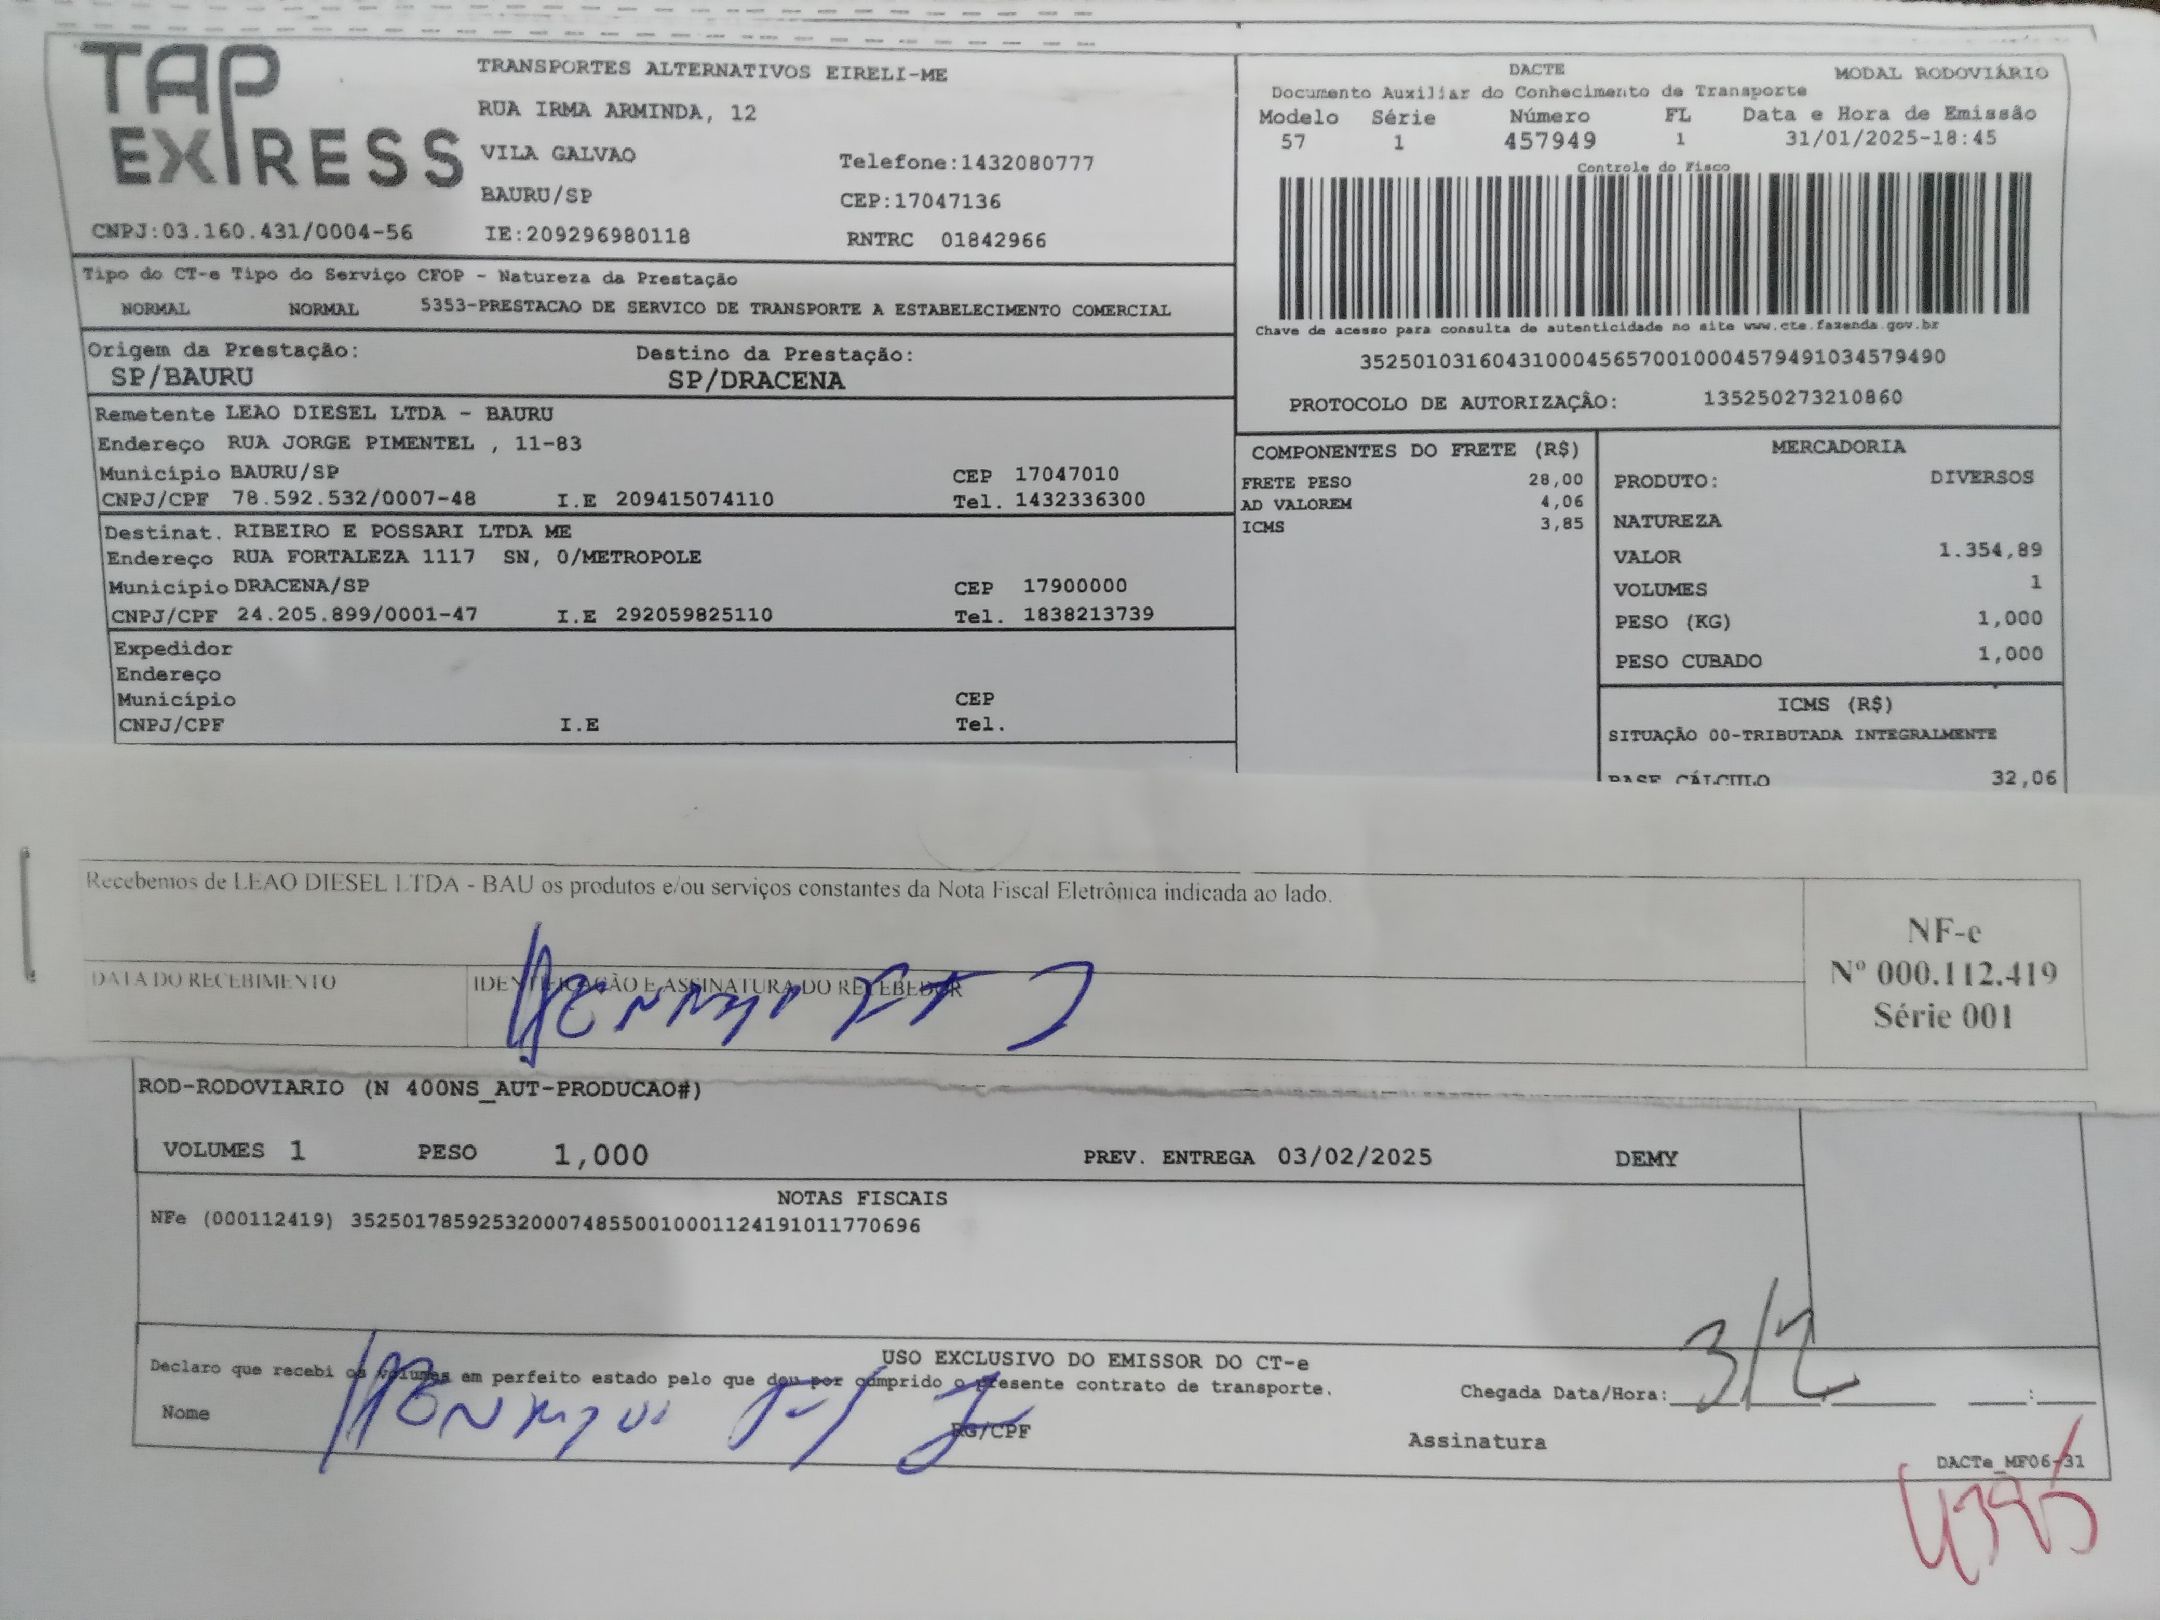 TAP EXPRESS
CNPJ:03.160.431/0004-56
TRANSPORTES ALTERNATIVOS EIRELI-ME
RUA IRMA ARMINDA, 12
VILA GALVAO Telefone:1432080777
BAURU/SP CEP:17047136
IE:209296980118 RNTRC 01842966
DACTE MODAL RODOVIÁRIO
Documento Auxiliar do Conhecimento de Transporte
Modelo Série Número FL Data e Hora de Emissão
57 1 457949 1 31/01/2025-18:45
Controle do Fisco
Chave de acesso para consulta de autenticidade no site www.cte.fazenda.gov.br
35250103160431000456570010004579491034579490
PROTOCOLO DE AUTORIZAÇÃO: 135250273210860
Tipo do CT-e Tipo do Serviço CFOP - Natureza da Prestação
NORMAL NORMAL 5353-PRESTACAO DE SERVICO DE TRANSPORTE A ESTABELECIMENTO COMERCIAL
Origem da Prestação: Destino da Prestação:
SP/BAURU SP/DRACENA
Remetente LEAO DIESEL LTDA - BAURU
Endereço RUA JORGE PIMENTEL , 11-83
Município BAURU/SP CEP 17047010
CNPJ/CPF 78.592.532/0007-48 I.E 209415074110 Tel. 1432336300
Destinat. RIBEIRO E POSSARI LTDA ME
Endereço RUA FORTALEZA 1117 SN, 0/METROPOLE
Município DRACENA/SP CEP 17900000
CNPJ/CPF 24.205.899/0001-47 I.E 292059825110 Tel. 1838213739
Expedidor
Endereço
Município CEP
CNPJ/CPF I.E Tel.
COMPONENTES DO FRETE (R$)
FRETE PESO 28,00
AD VALOREM 4,06
ICMS 3,85
MERCADORIA
PRODUTO: DIVERSOS
NATUREZA
VALOR 1.354,89
VOLUMES 1
PESO (KG) 1,000
PESO CUBADO 1,000
ICMS (R$)
SITUAÇÃO 00-TRIBUTADA INTEGRALMENTE
BASE CÁLCULO 32,06
Recebemos de LEAO DIESEL LTDA - BAU os produtos e/ou serviços constantes da Nota Fiscal Eletrônica indicada ao lado.
DATA DO RECEBIMENTO IDENTIFICAÇÃO E ASSINATURA DO RECEBEDOR
NF-e
Nº 000.112.419
Série 001
ROD-RODOVIARIO (N 400NS_AUT-PRODUCAO#)
VOLUMES 1 PESO 1,000 PREV. ENTREGA 03/02/2025 DEMY
NOTAS FISCAIS
NFe (000112419) 35250178592532000748550010001124191011770696
USO EXCLUSIVO DO EMISSOR DO CT-e
Declaro que recebi os volumes em perfeito estado pelo que dou por cumprido o presente contrato de transporte.
Chegada Data/Hora: 3/2 :
Nome RG/CPF Assinatura
DACTe_MF06-31